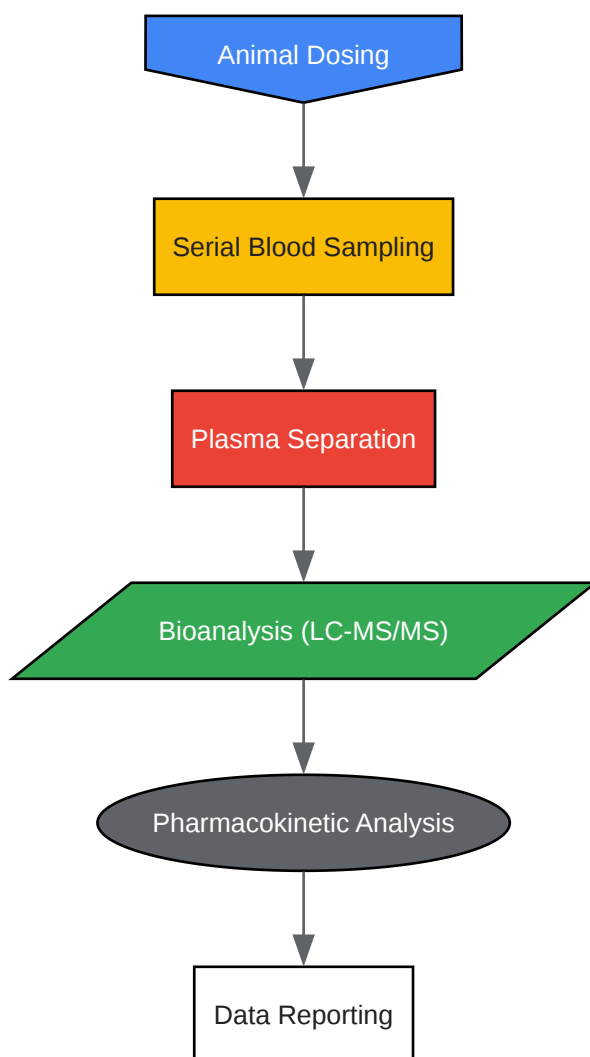 Animal Dosing
Serial Blood Sampling
Plasma Separation
Bioanalysis (LC-MS/MS)
Pharmacokinetic Analysis
Data Reporting